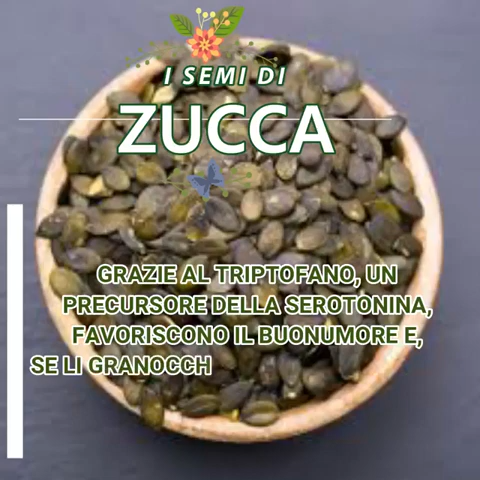 I SEMI DI
ZUCCA
GRAZIE AL TRIPTOFANO, UN
PRECURSORE DELLA SEROTONINA,
FAVORISCONO IL BUONUMORE E,
SE LI GRANOCCH